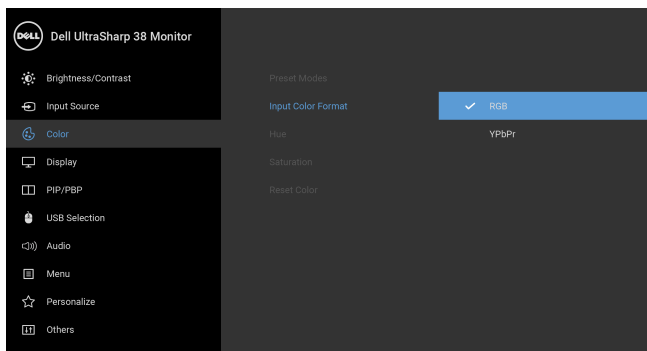 DELL Dell UltraSharp 38 Monitor
Brightness/Contrast
Preset Modes
Input Source
Input Color Format
RGB
Color
Hue
YPbPr
Display
Saturation
PIP/PBP
Reset Color
USB Selection
Audio
Menu
Personalize
Others